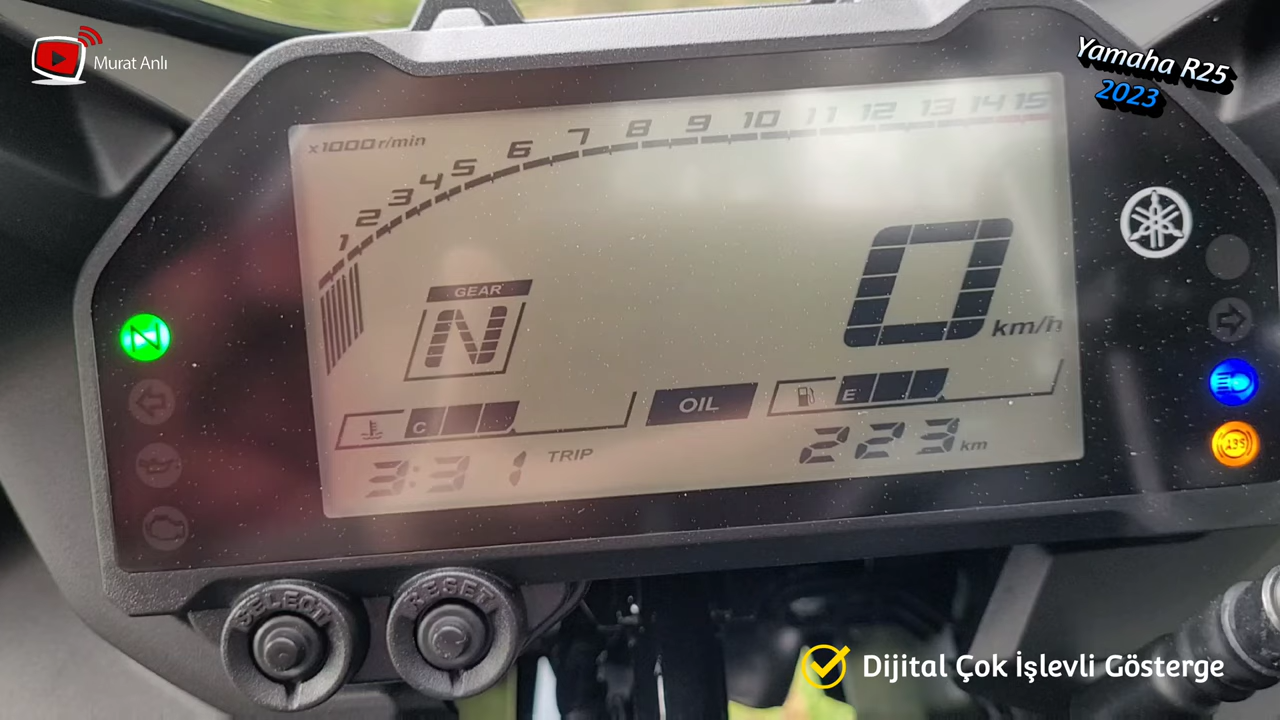 Murat Anlı
Yamaha R25
2023
x1000 r/min
1 2 3 4 5 6 7 8 9 10 11 12 13 14 15
GEAR
N
0 km/h
N
C
OIL
E
3:31
TRIP
223 km
ABS
SELECT
RESET
Dijital Çok İşlevli Gösterge